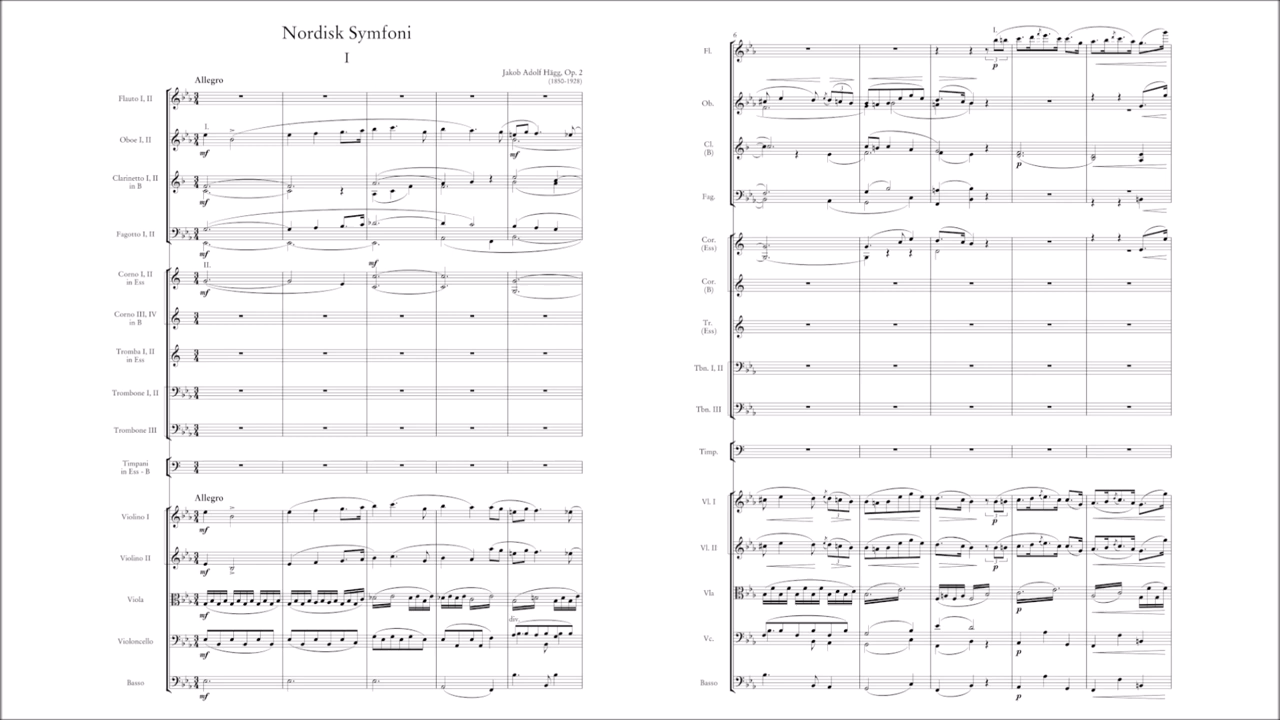 Nordisk Symfoni
I
Allegro
Jakob Adolf Hägg, Op. 2
(1850-1928)
Flauto I, II
I.
Oboe I, II
mf
mf
Clarinetto I, II
in B
mf
Fagotto I, II
mf
mf
II.
Corno I, II
in Ess
mf
Corno III, IV
in B
Tromba I, II
in Ess
Trombone I, II
Trombone III
Timpani
in Ess - B
Allegro
Violino I
mf
Violino II
mf
Viola
mf
div.
Violoncello
mf
Basso
mf
6
I.
Fl.
p
Ob.
Cl.
(B)
p
Fag.
Cor.
(Ess)
Cor.
(B)
Tr.
(Ess)
Tbn. I, II
Tbn. III
Timp.
Vl. I
p
Vl. II
p
Vla
p
Vc.
p
Basso
p